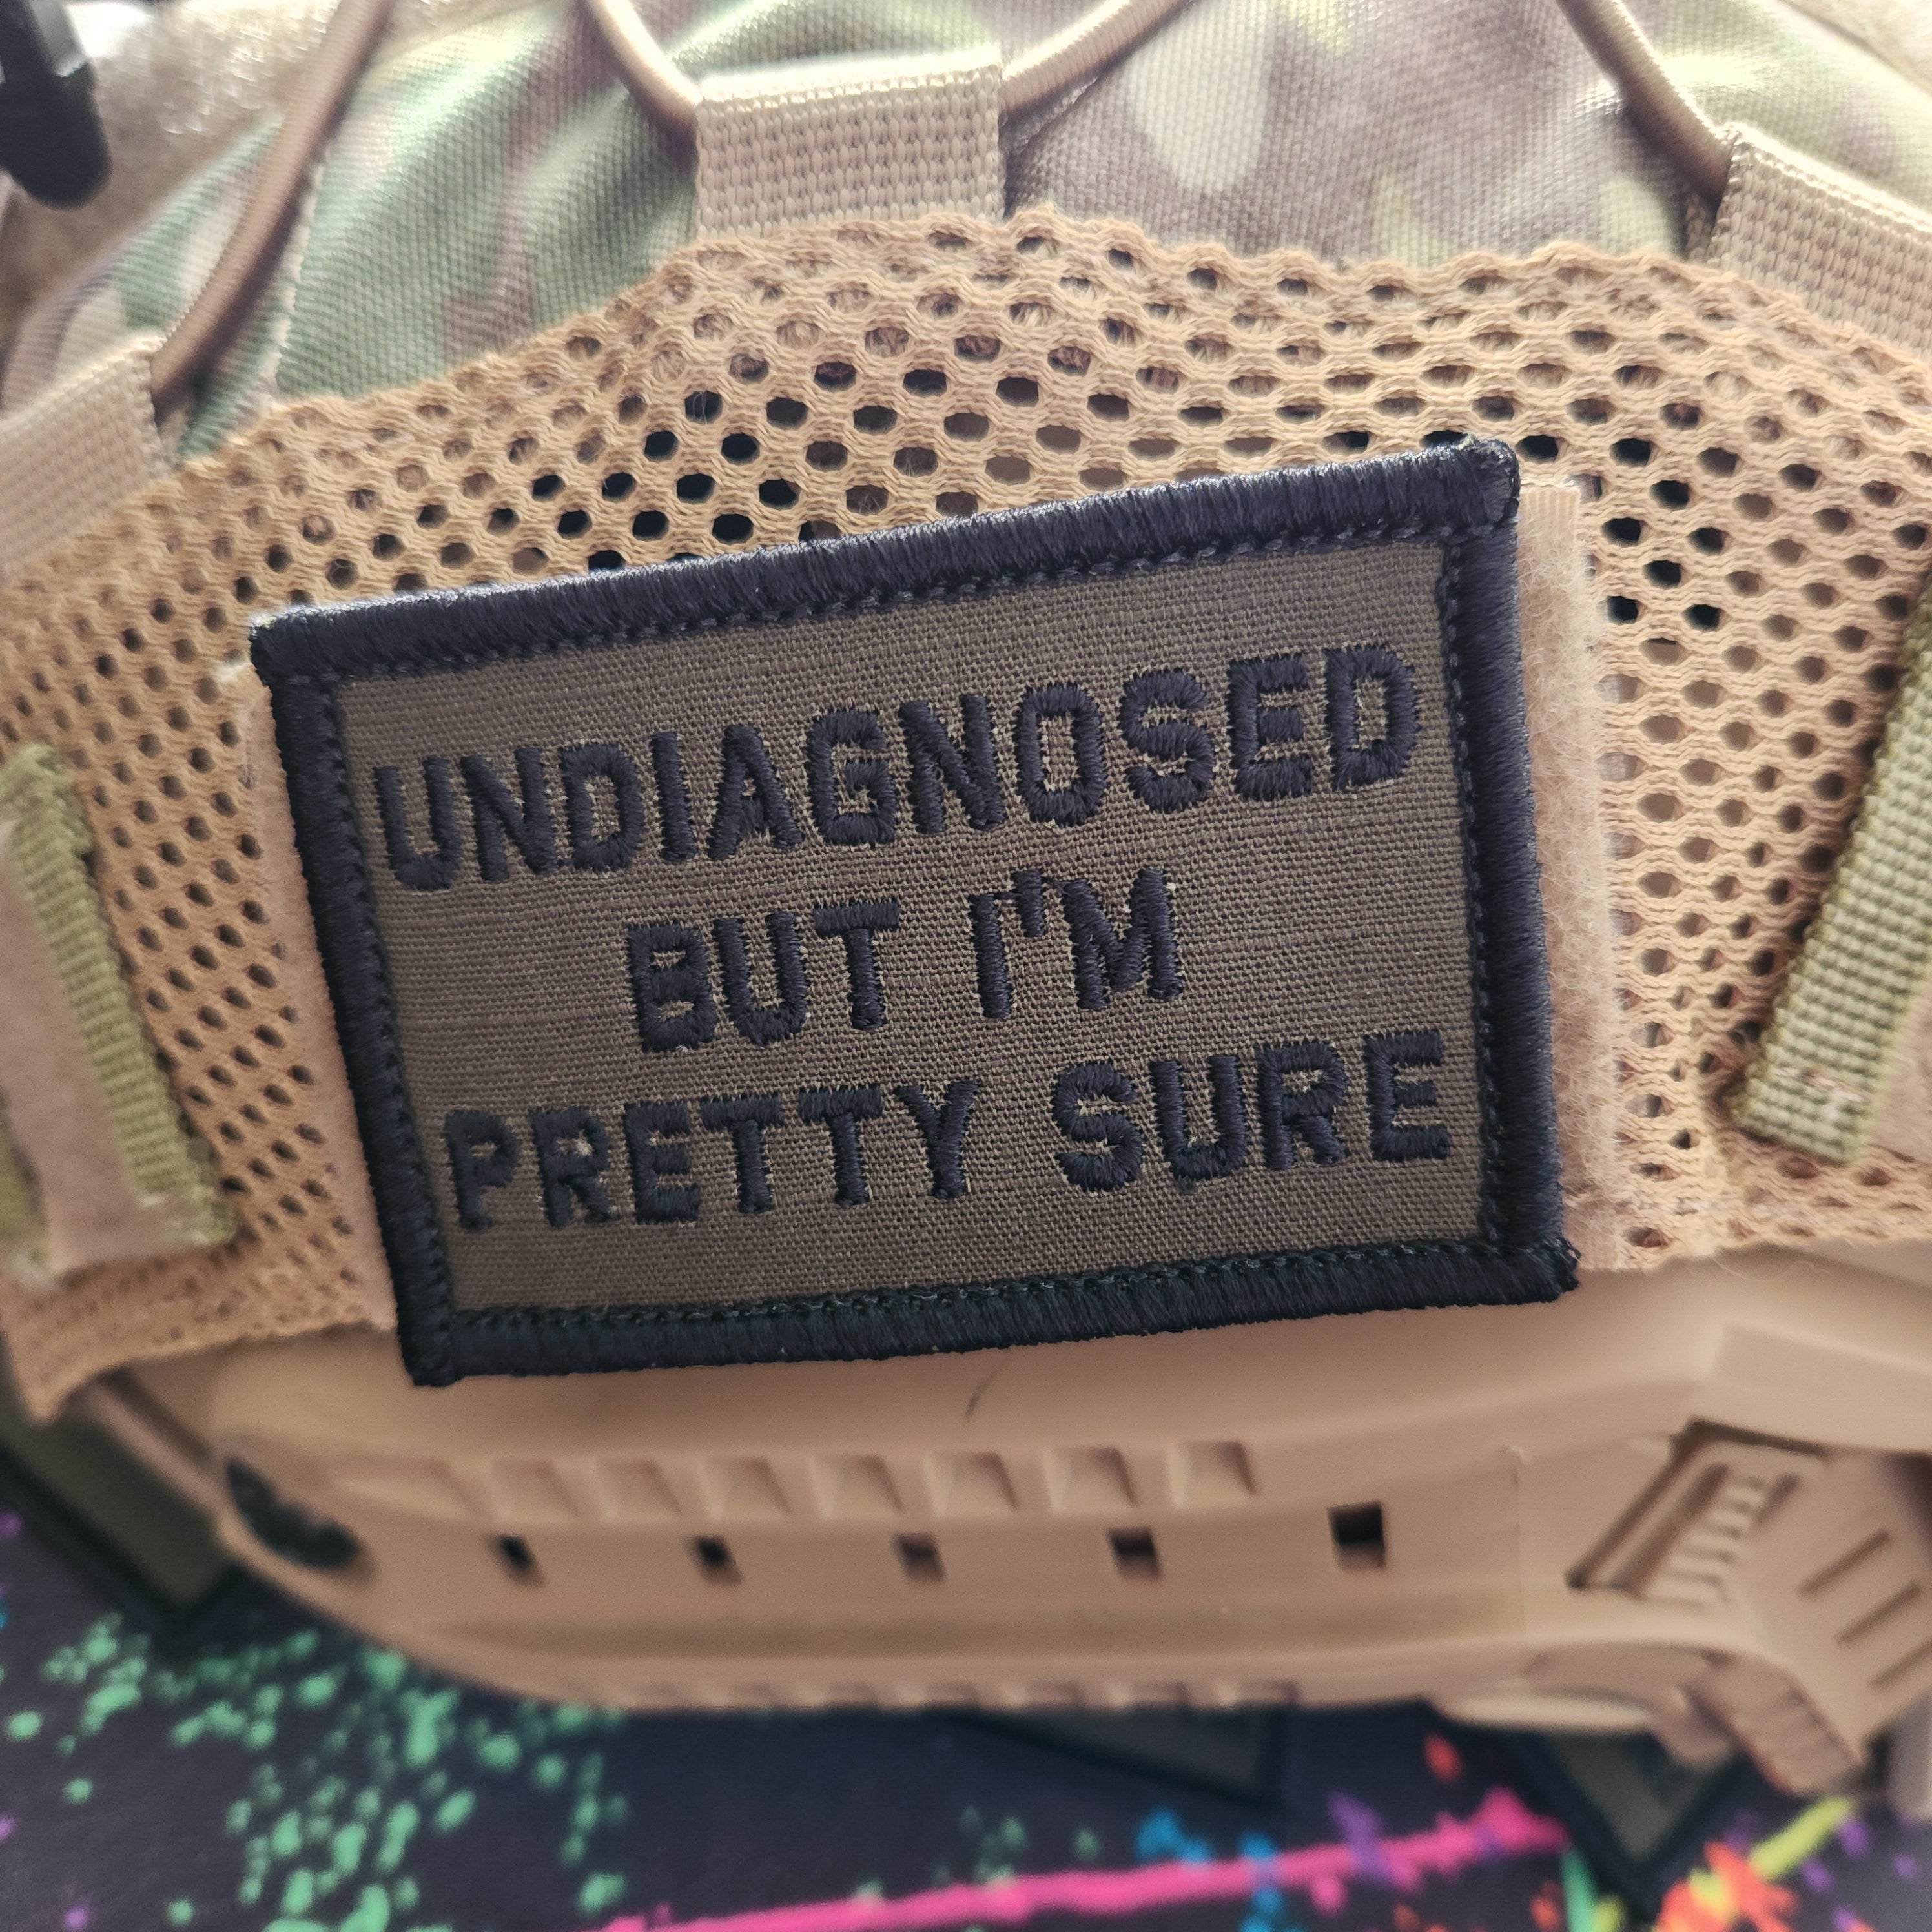 UNDIAGNOSED
BUT I'M
PRETTY SURE